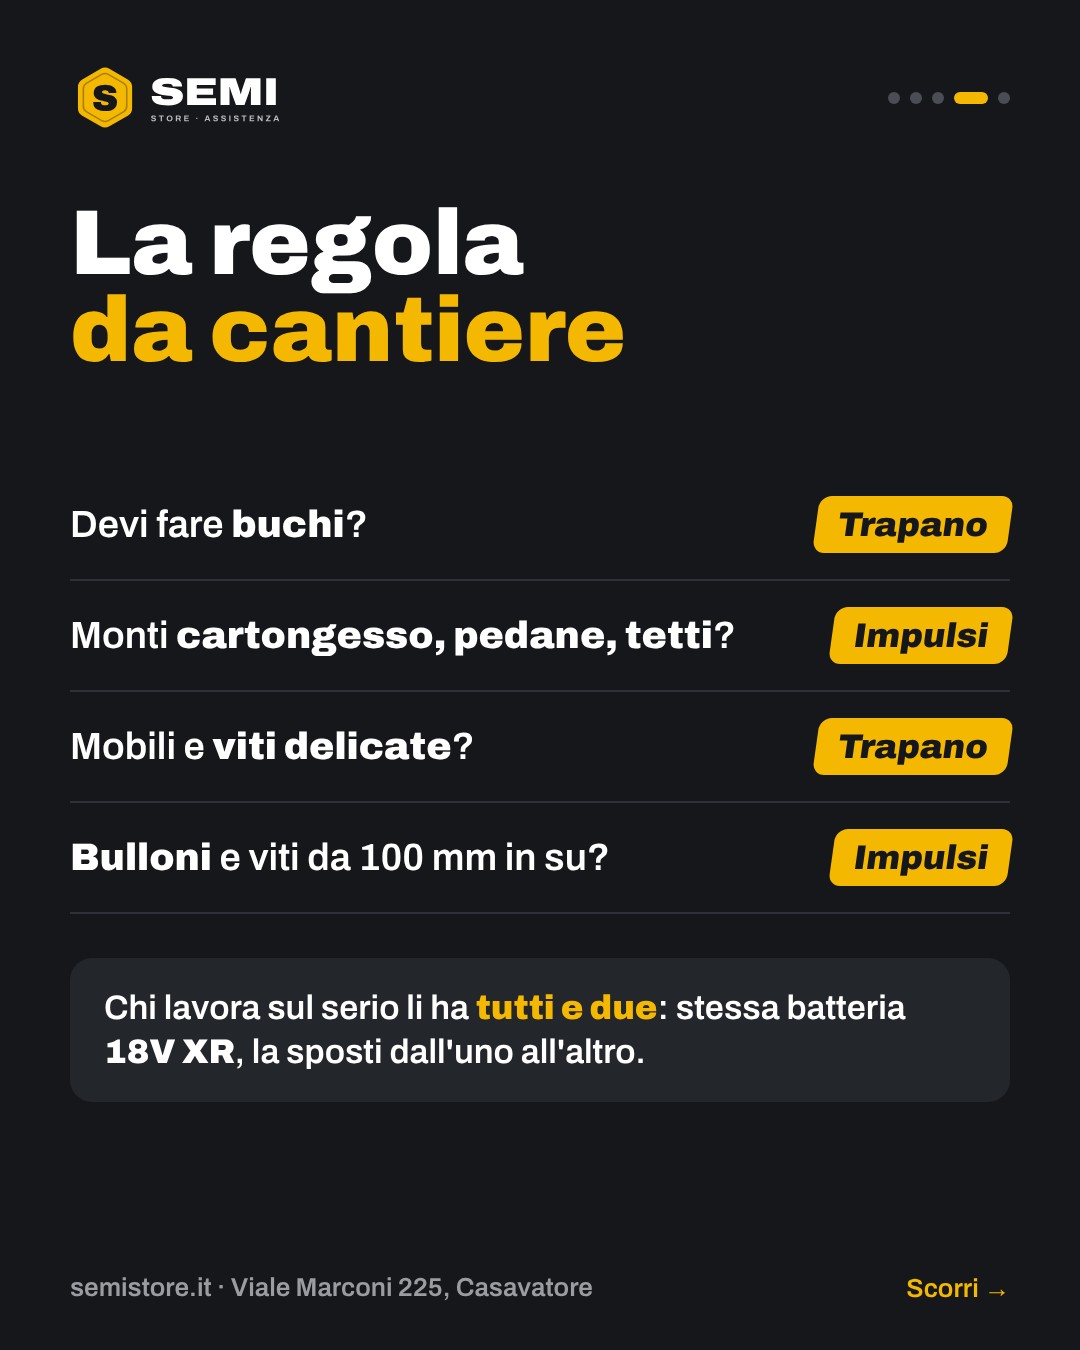 S SEMI
STORE · ASSISTENZA
La regola
da cantiere
Devi fare buchi? Trapano
Monti cartongesso, pedane, tetti? Impulsi
Mobili e viti delicate? Trapano
Bulloni e viti da 100 mm in su? Impulsi
Chi lavora sul serio li ha tutti e due: stessa batteria
18V XR, la sposti dall'uno all'altro.
semistore.it · Viale Marconi 225, Casavatore Scorri →